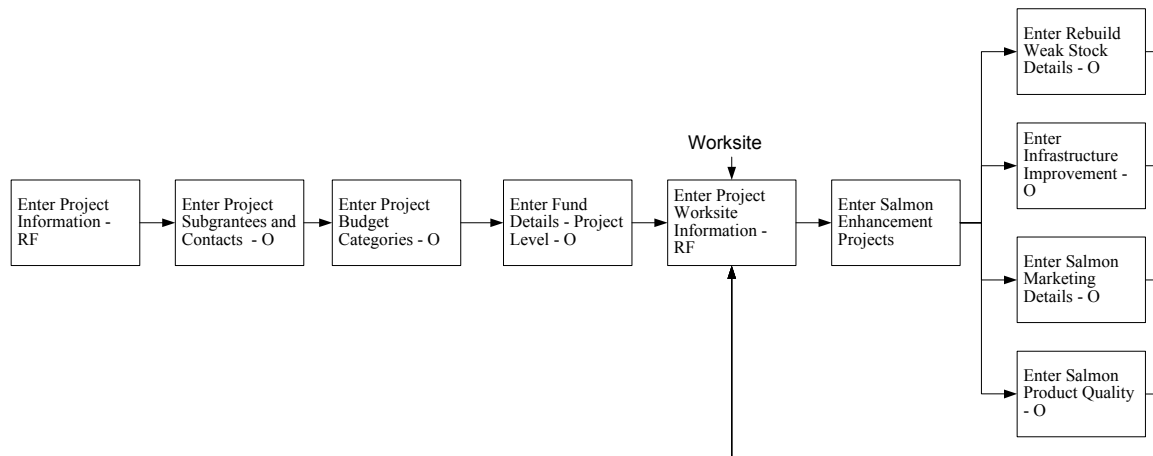 Enter Project
Information -
RF
Enter Project
Subgrantees and
Contacts  - O
Enter Project
Budget
Categories - O
Enter Fund
Details - Project
Level - O
Worksite
Enter Project
Worksite
Information -
RF
Enter Salmon
Enhancement
Projects
Enter Rebuild
Weak Stock
Details - O
Enter
Infrastructure
Improvement -
O
Enter Salmon
Marketing
Details - O
Enter Salmon
Product Quality
- O